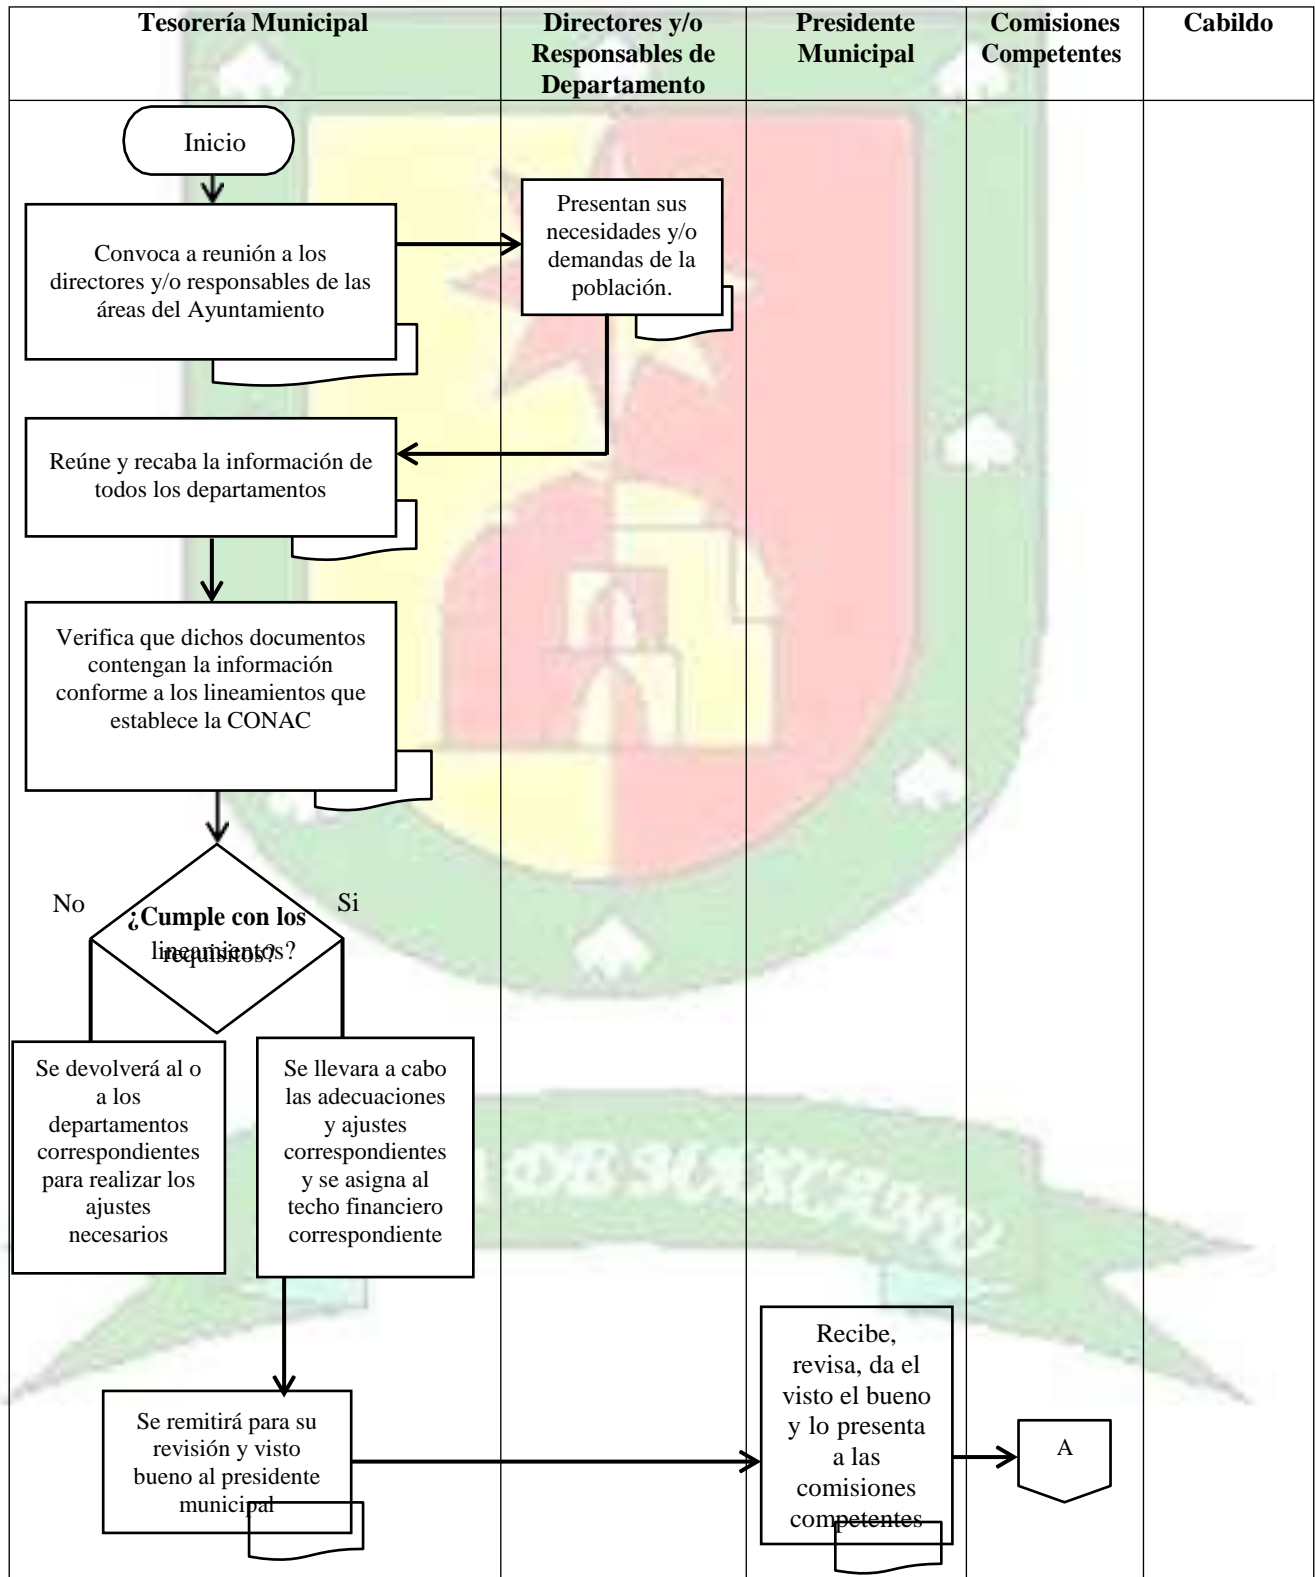 Tesorería Municipal
Directores y/o
Responsables de
Departamento
Presidente
Municipal
Comisiones
Competentes
Cabildo
Inicio
Convoca a reunión a los
directores y/o responsables de las
áreas del Ayuntamiento
Presentan sus
necesidades y/o
demandas de la
población.
Reúne y recaba la información de
todos los departamentos
Verifica que dichos documentos
contengan la información
conforme a los lineamientos que
establece la CONAC
No
Si
¿Cumple con los
lineamientos?
requisitos?
Se devolverá al o
a los
departamentos
correspondientes
para realizar los
ajustes
necesarios
Se llevara a cabo
las adecuaciones
y ajustes
correspondientes
y se asigna al
techo financiero
correspondiente
Se remitirá para su
revisión y visto
bueno al presidente
municipal
Recibe,
revisa, da el
visto el bueno
y lo presenta
a las
comisiones
competentes
A
DE